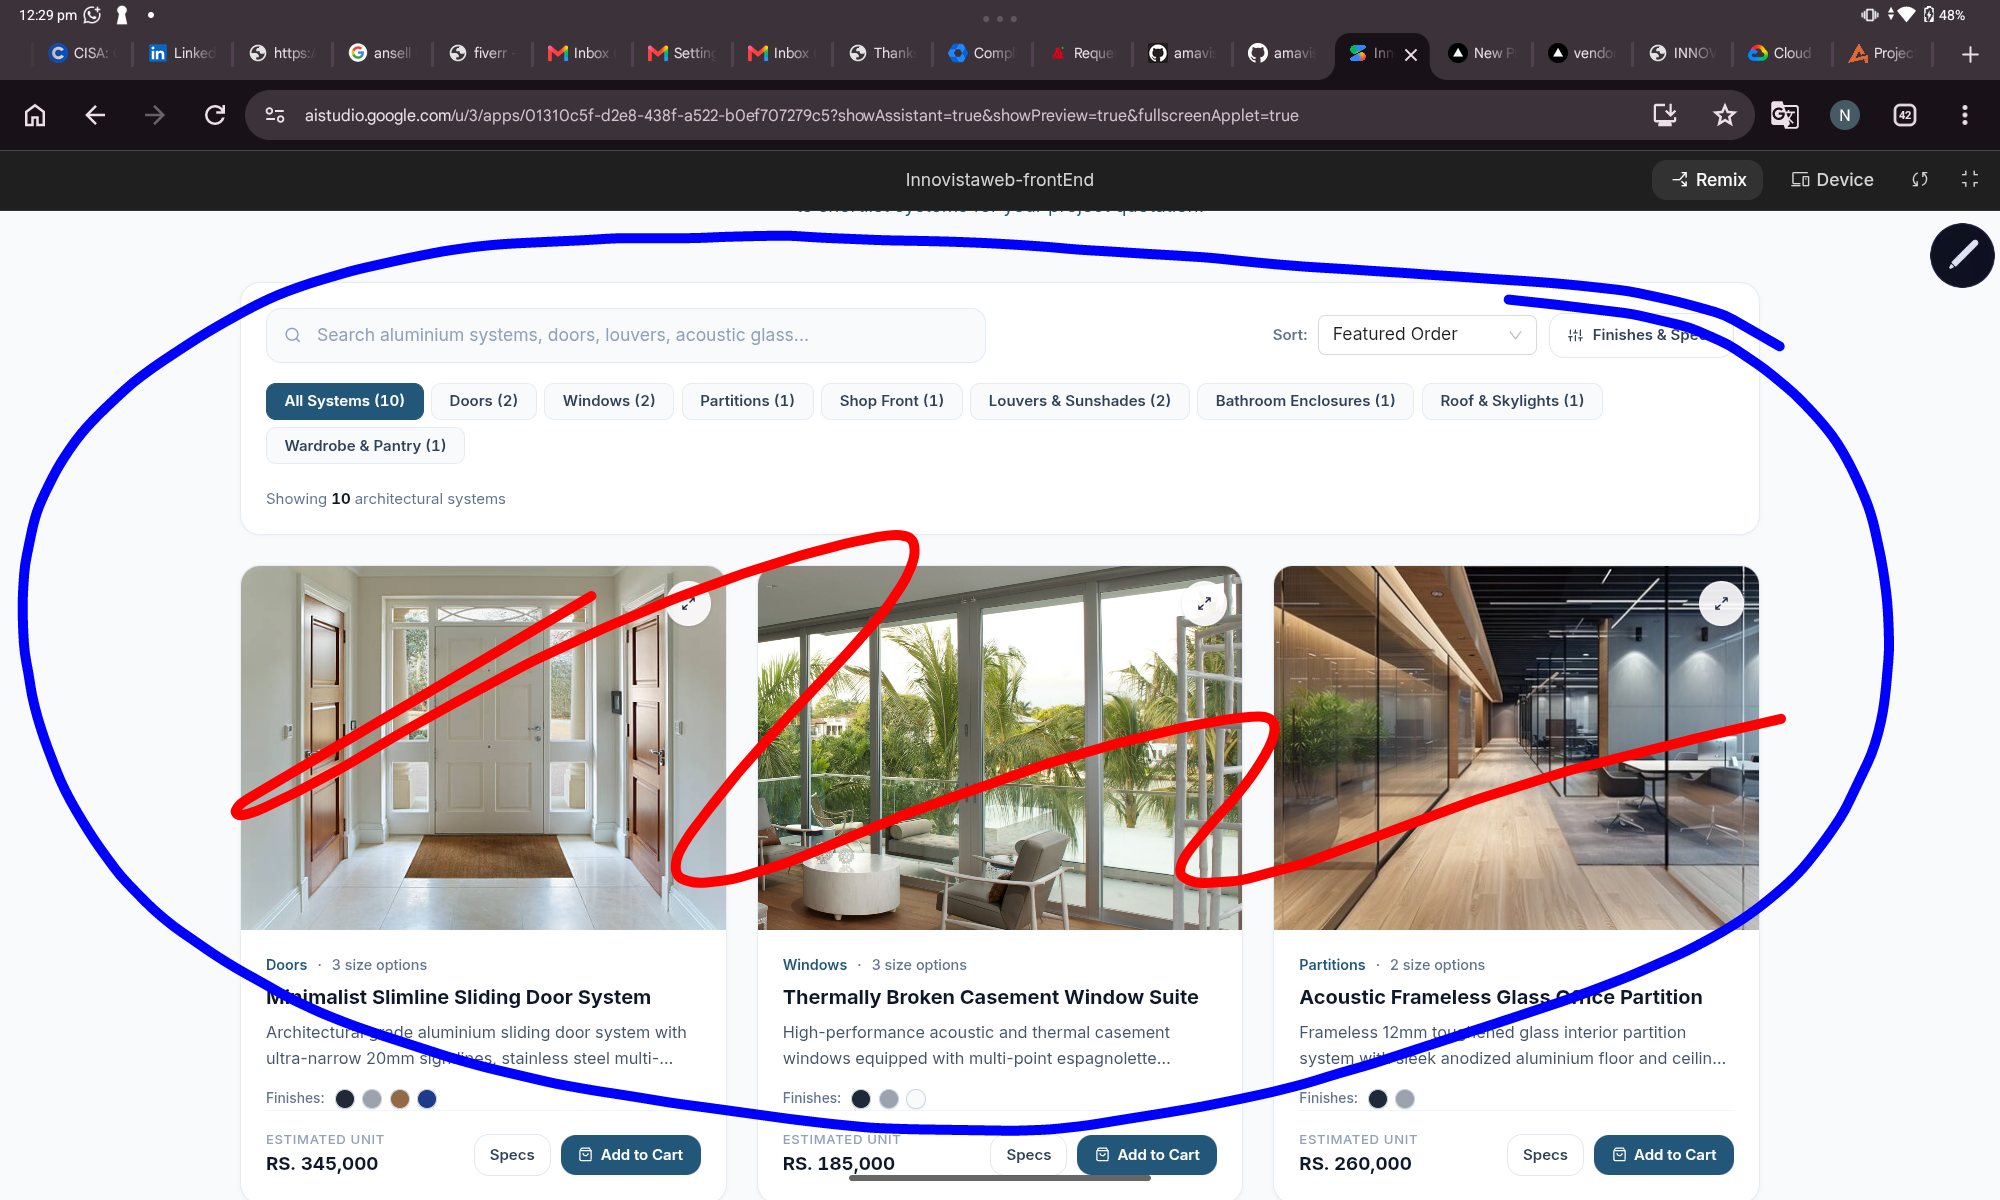 12:29 pm
48%
CISA:
Linked
https:
ansell
fiverr
Inbox
Setting
Inbox
Thank
Compl
Reque
amavi
amavi
Inn
New P
vendo
INNOV
Cloud
Projec
aistudio.google.com/u/3/apps/01310c5f-d2e8-438f-a522-b0ef707279c5?showAssistant=true&showPreview=true&fullscreenApplet=true
N
42
Innovistaweb-frontEnd
Remix
Device
to shortlist systems for your project quotation.
Search aluminium systems, doors, louvers, acoustic glass...
Sort:
Featured Order
Finishes & Spec
All Systems (10)
Doors (2)
Windows (2)
Partitions (1)
Shop Front (1)
Louvers & Sunshades (2)
Bathroom Enclosures (1)
Roof & Skylights (1)
Wardrobe & Pantry (1)
Showing 10 architectural systems
Doors · 3 size options
Minimalist Slimline Sliding Door System
Architectural-grade aluminium sliding door system with
ultra-narrow 20mm sightlines, stainless steel multi-...
Finishes:
ESTIMATED UNIT
RS. 345,000
Specs
Add to Cart
Windows · 3 size options
Thermally Broken Casement Window Suite
High-performance acoustic and thermal casement
windows equipped with multi-point espagnolette...
Finishes:
ESTIMATED UNIT
RS. 185,000
Specs
Add to Cart
Partitions · 2 size options
Acoustic Frameless Glass Office Partition
Frameless 12mm toughened glass interior partition
system with sleek anodized aluminium floor and ceilin...
Finishes:
ESTIMATED UNIT
RS. 260,000
Specs
Add to Cart